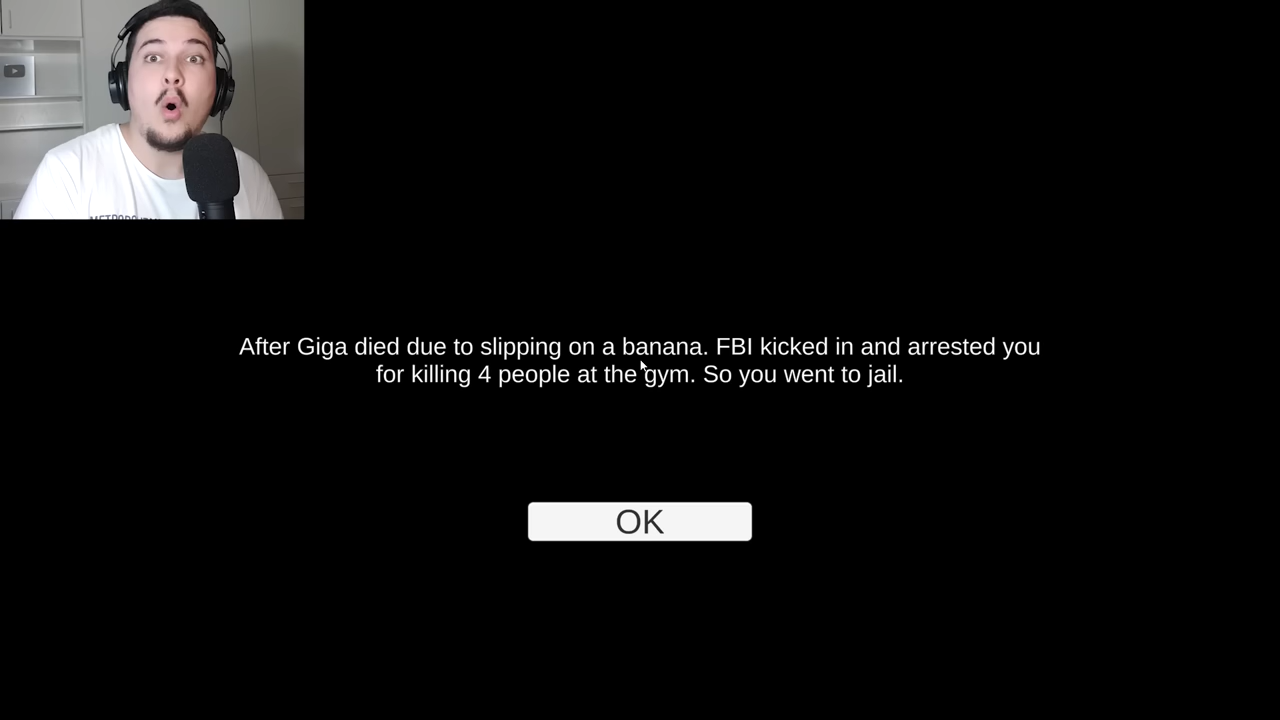 After Giga died due to slipping on a banana. FBI kicked in and arrested you
for killing 4 people at the gym. So you went to jail.
OK